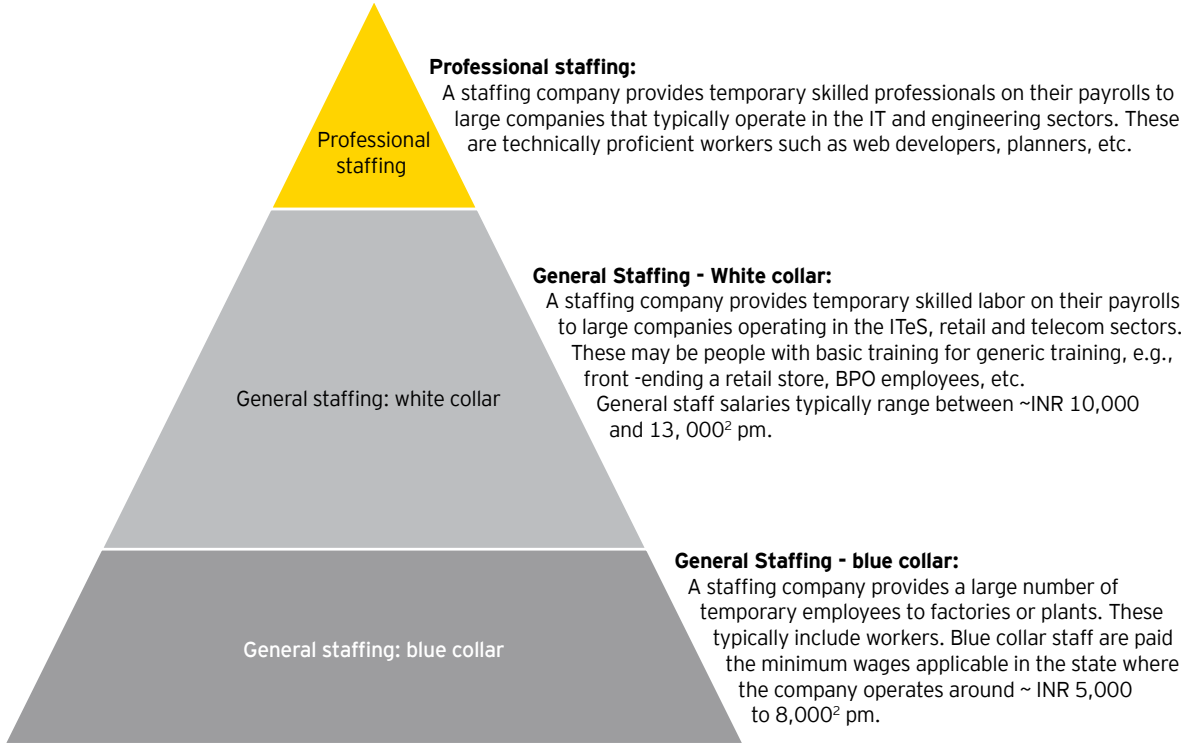 Professional staffing:
A staffing company provides temporary skilled professionals on their payrolls to
large companies that typically operate in the IT and engineering sectors. These
are technically proficient workers such as web developers, planners, etc.
Professional
staffing
General Staffing - White collar:
A staffing company provides temporary skilled labor on their payrolls
to large companies operating in the ITeS, retail and telecom sectors.
These may be people with basic training for generic training, e.g.,
front -ending a retail store, BPO employees, etc.
General staff salaries typically range between ~INR 10,000
and 13, 000² pm.
General staffing: white collar
General Staffing - blue collar:
A staffing company provides a large number of
temporary employees to factories or plants. These
typically include workers. Blue collar staff are paid
the minimum wages applicable in the state where
the company operates around ~ INR 5,000
to 8,000² pm.
General staffing: blue collar